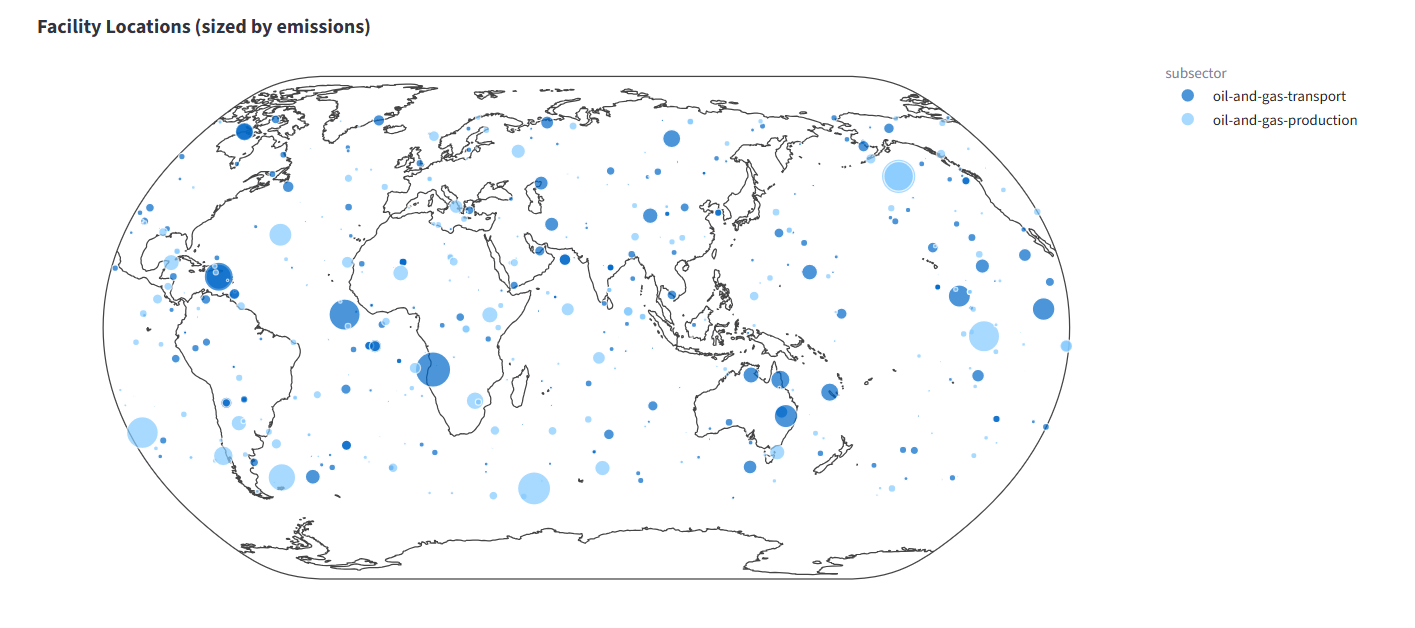 Facility Locations (sized by emissions)
subsector
oil-and-gas-transport
oil-and-gas-production